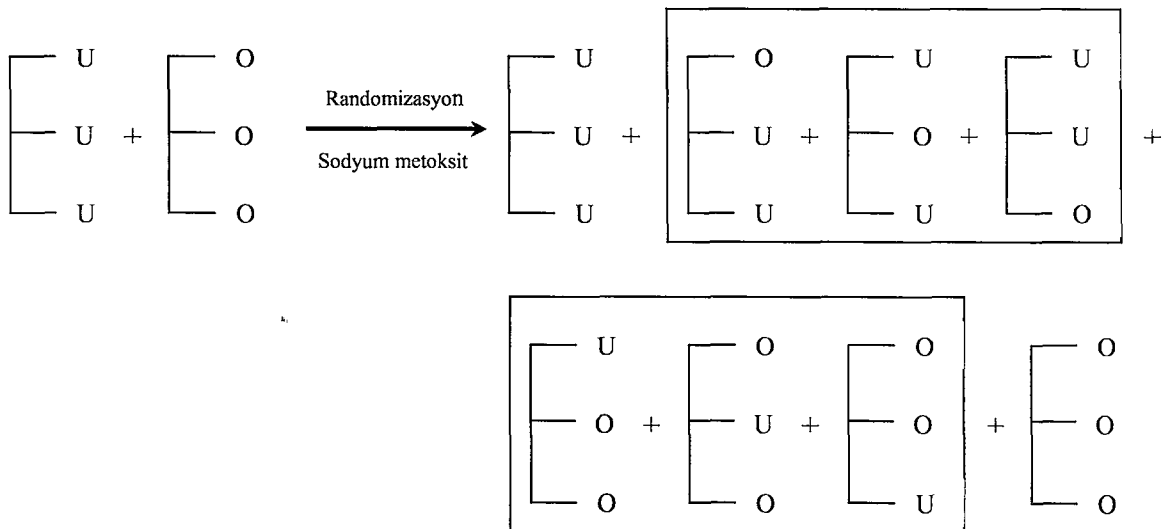 U O U O U U
Randomizasyon
U + O U + U + O + U +
Sodyum metoksit
U O U U U O
U O O O
O + U + O + O
O O U O